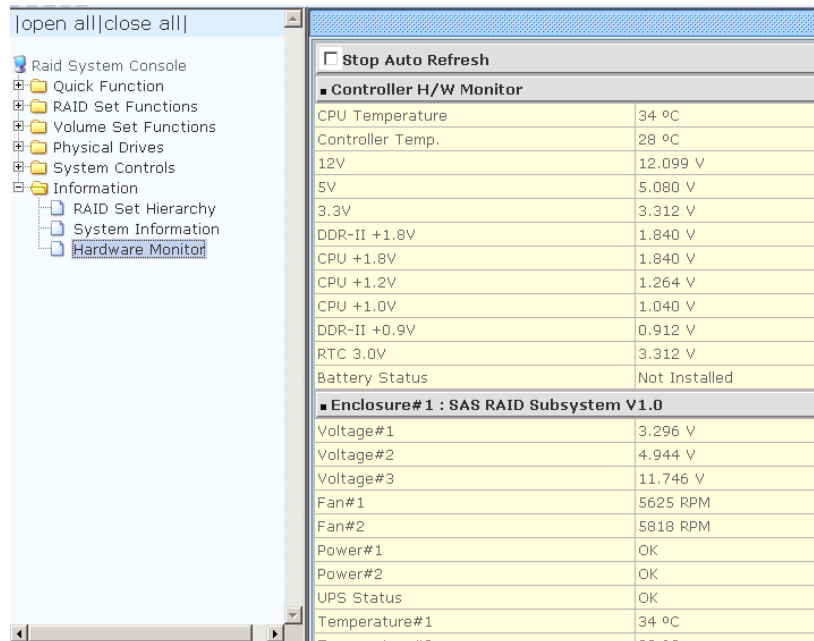 |open all|close all|
Raid System Console
Quick Function
RAID Set Functions
Volume Set Functions
Physical Drives
System Controls
Information
RAID Set Hierarchy
System Information
Hardware Monitor
Stop Auto Refresh
Controller H/W Monitor
CPU Temperature 34 ºC
Controller Temp. 28 ºC
12V 12.099 V
5V 5.080 V
3.3V 3.312 V
DDR-II +1.8V 1.840 V
CPU +1.8V 1.840 V
CPU +1.2V 1.264 V
CPU +1.0V 1.040 V
DDR-II +0.9V 0.912 V
RTC 3.0V 3.312 V
Battery Status Not Installed
Enclosure#1 : SAS RAID Subsystem V1.0
Voltage#1 3.296 V
Voltage#2 4.944 V
Voltage#3 11.746 V
Fan#1 5625 RPM
Fan#2 5818 RPM
Power#1 OK
Power#2 OK
UPS Status OK
Temperature#1 34 ºC